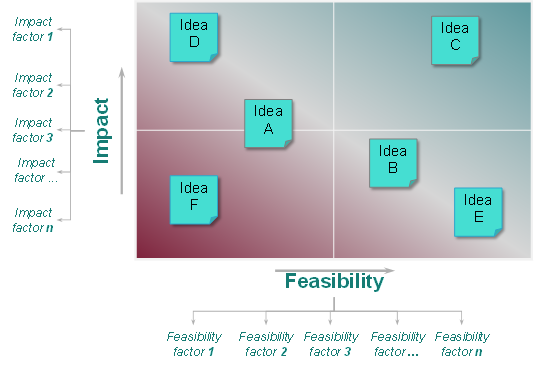 Impact
factor 1
Impact
factor 2
Impact
factor 3
Impact
factor ...
Impact
factor n
Impact
Idea
D
Idea
C
Idea
A
Idea
B
Idea
F
Idea
E
Feasibility
Feasibility
factor 1
Feasibility
factor 2
Feasibility
factor 3
Feasibility
factor ...
Feasibility
factor n